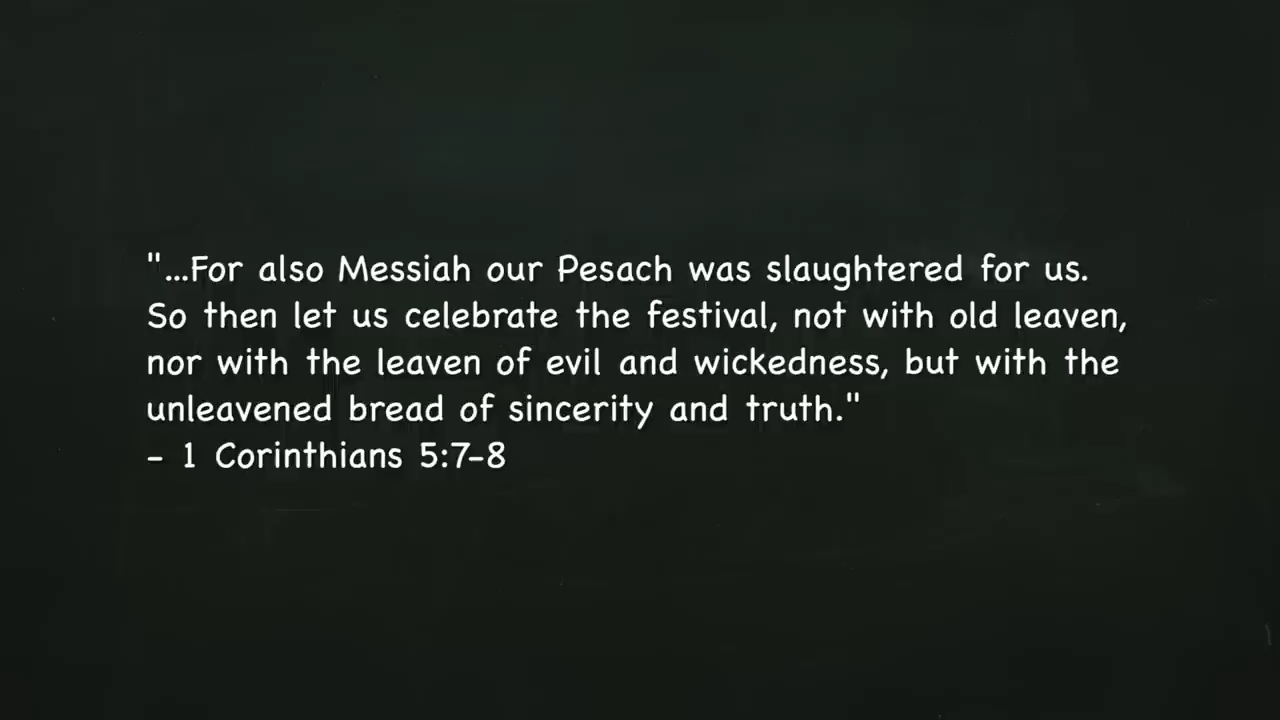 "...For also Messiah our Pesach was slaughtered for us.
So then let us celebrate the festival, not with old leaven,
nor with the leaven of evil and wickedness, but with the
unleavened bread of sincerity and truth."
- 1 Corinthians 5:7-8